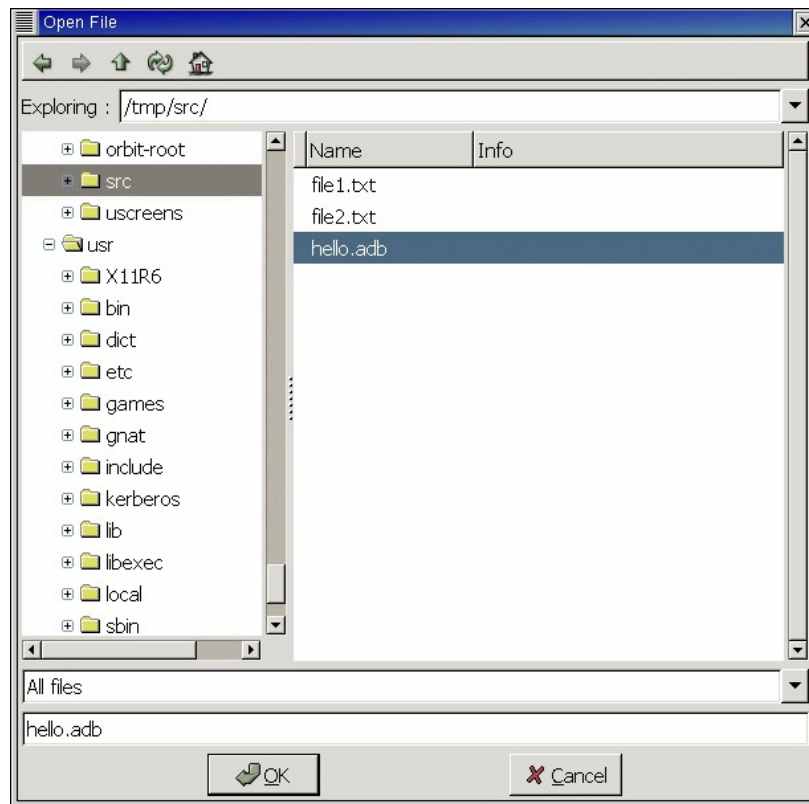 Open File
Exploring : /tmp/src/
orbit-root
src
uscreens
usr
X11R6
bin
dict
etc
games
gnat
include
kerberos
lib
libexec
local
sbin
Name Info
file1.txt
file2.txt
hello.adb
All files
hello.adb
OK Cancel